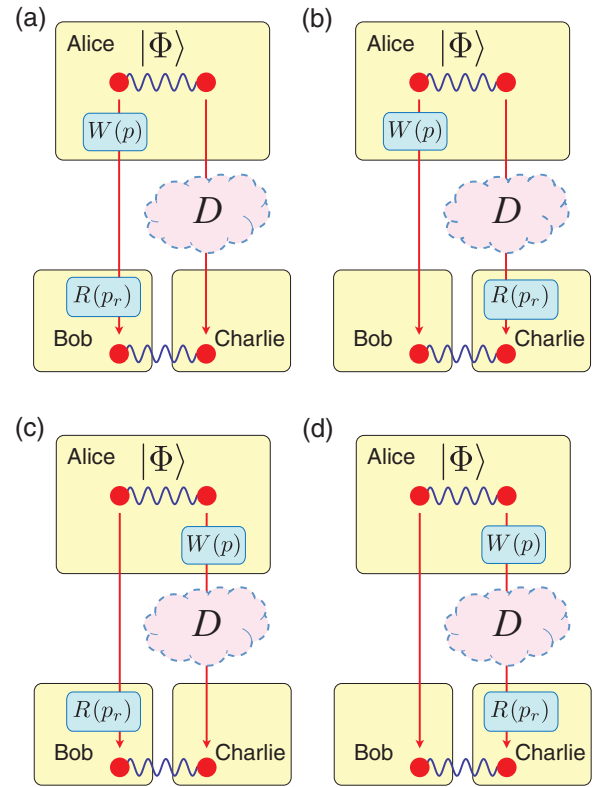 (a)
Alice |Φ⟩
W(p)
D
R(p_r)
Bob Charlie
(b)
Alice |Φ⟩
W(p)
D
R(p_r)
Bob Charlie
(c)
Alice |Φ⟩
W(p)
D
R(p_r)
Bob Charlie
(d)
Alice |Φ⟩
W(p)
D
R(p_r)
Bob Charlie